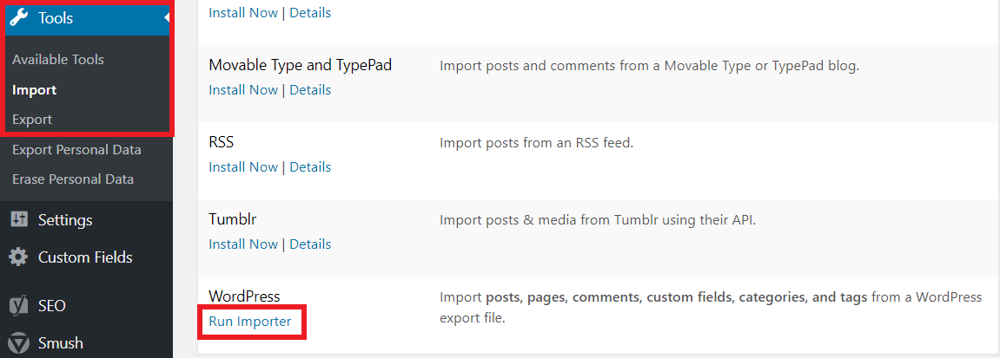 Tools
Available Tools
Import
Export
Export Personal Data
Erase Personal Data
Settings
Custom Fields
SEO
Smush
Install Now | Details
Movable Type and TypePad
Import posts and comments from a Movable Type or TypePad blog.
Install Now | Details
RSS
Import posts from an RSS feed.
Install Now | Details
Tumblr
Import posts & media from Tumblr using their API.
Install Now | Details
WordPress
Import posts, pages, comments, custom fields, categories, and tags from a WordPress
export file.
Run Importer